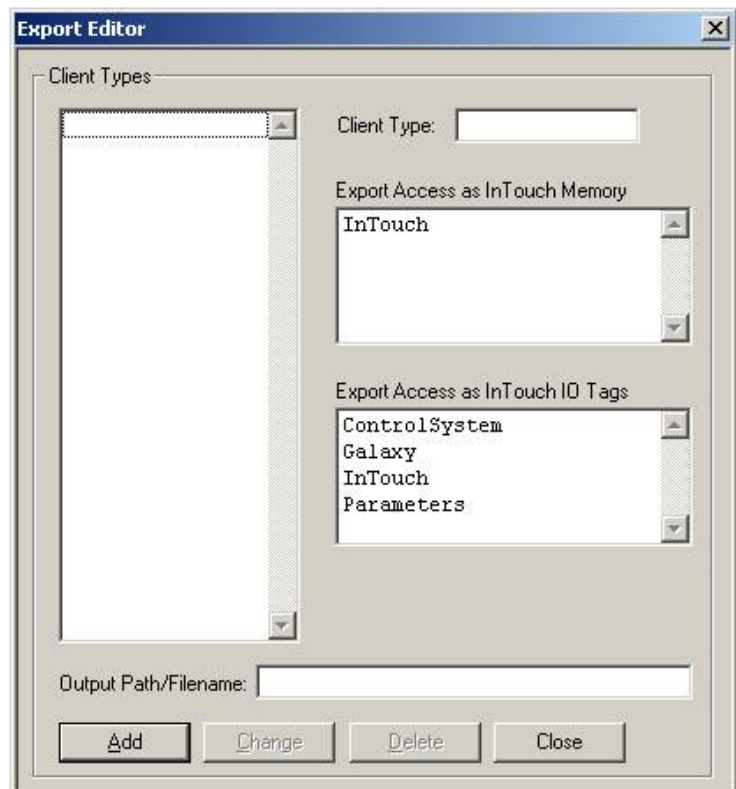 Export Editor
Client Types
Client Type:
Export Access as InTouch Memory
InTouch
Export Access as InTouch IO Tags
ControlSystem
Galaxy
InTouch
Parameters
Output Path/Filename:
Add Change Delete Close